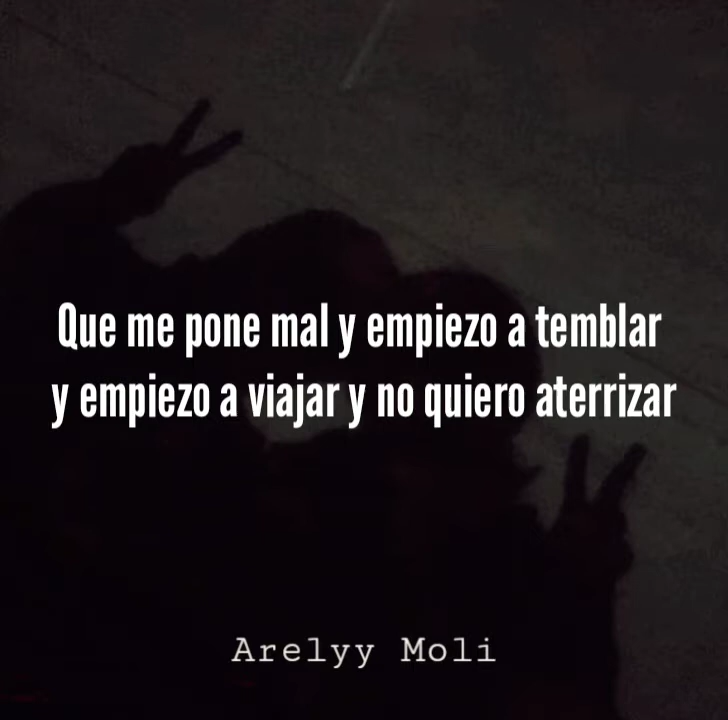 Que me pone mal y empiezo a temblar
y empiezo a viajar y no quiero aterrizar
Arelyy Moli